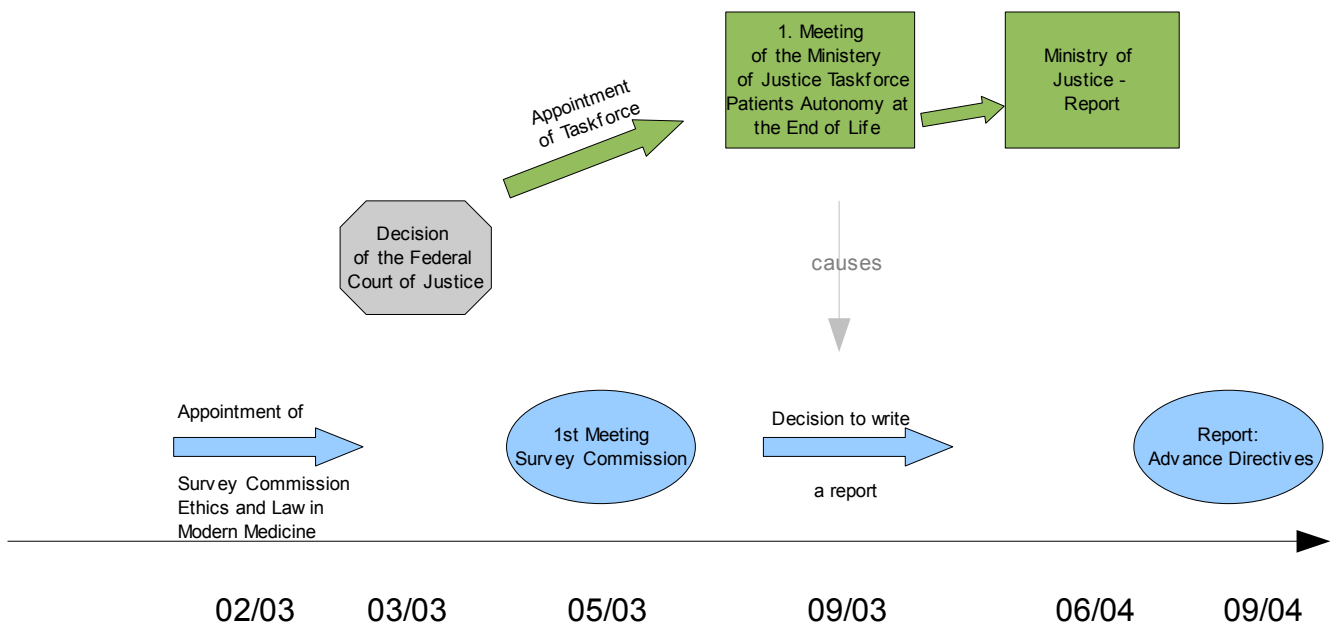 1. Meeting
of the Ministery
of Justice Taskforce
Patients Autonomy at
the End of Life
Ministry of
Justice -
Report
Appointment
of Taskforce
Decision
of the Federal
Court of Justice
causes
Appointment of
Survey Commission
Ethics and Law in
Modern Medicine
1st Meeting
Survey Commission
Decision to write
a report
Report:
Advance Directives
02/03 03/03 05/03 09/03 06/04 09/04